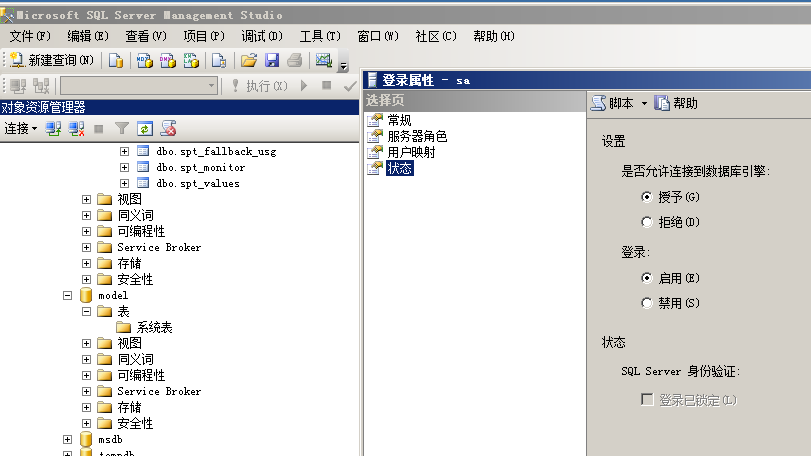 Microsoft SQL Server Management Studio
文件(F) 编辑(E) 查看(V) 项目(P) 调试(D) 工具(T) 窗口(W) 社区(C) 帮助(H)
新建查询(N)
执行(X)
对象资源管理器
连接
dbo.spt_fallback_usg
dbo.spt_monitor
dbo.spt_values
视图
同义词
可编程性
Service Broker
存储
安全性
model
表
系统表
视图
同义词
可编程性
Service Broker
存储
安全性
msdb
tempdb
登录属性 - sa
选择页
常规
服务器角色
用户映射
状态
脚本 帮助
设置
是否允许连接到数据库引擎:
授予(G)
拒绝(D)
登录:
启用(E)
禁用(S)
状态
SQL Server 身份验证:
登录已锁定(L)